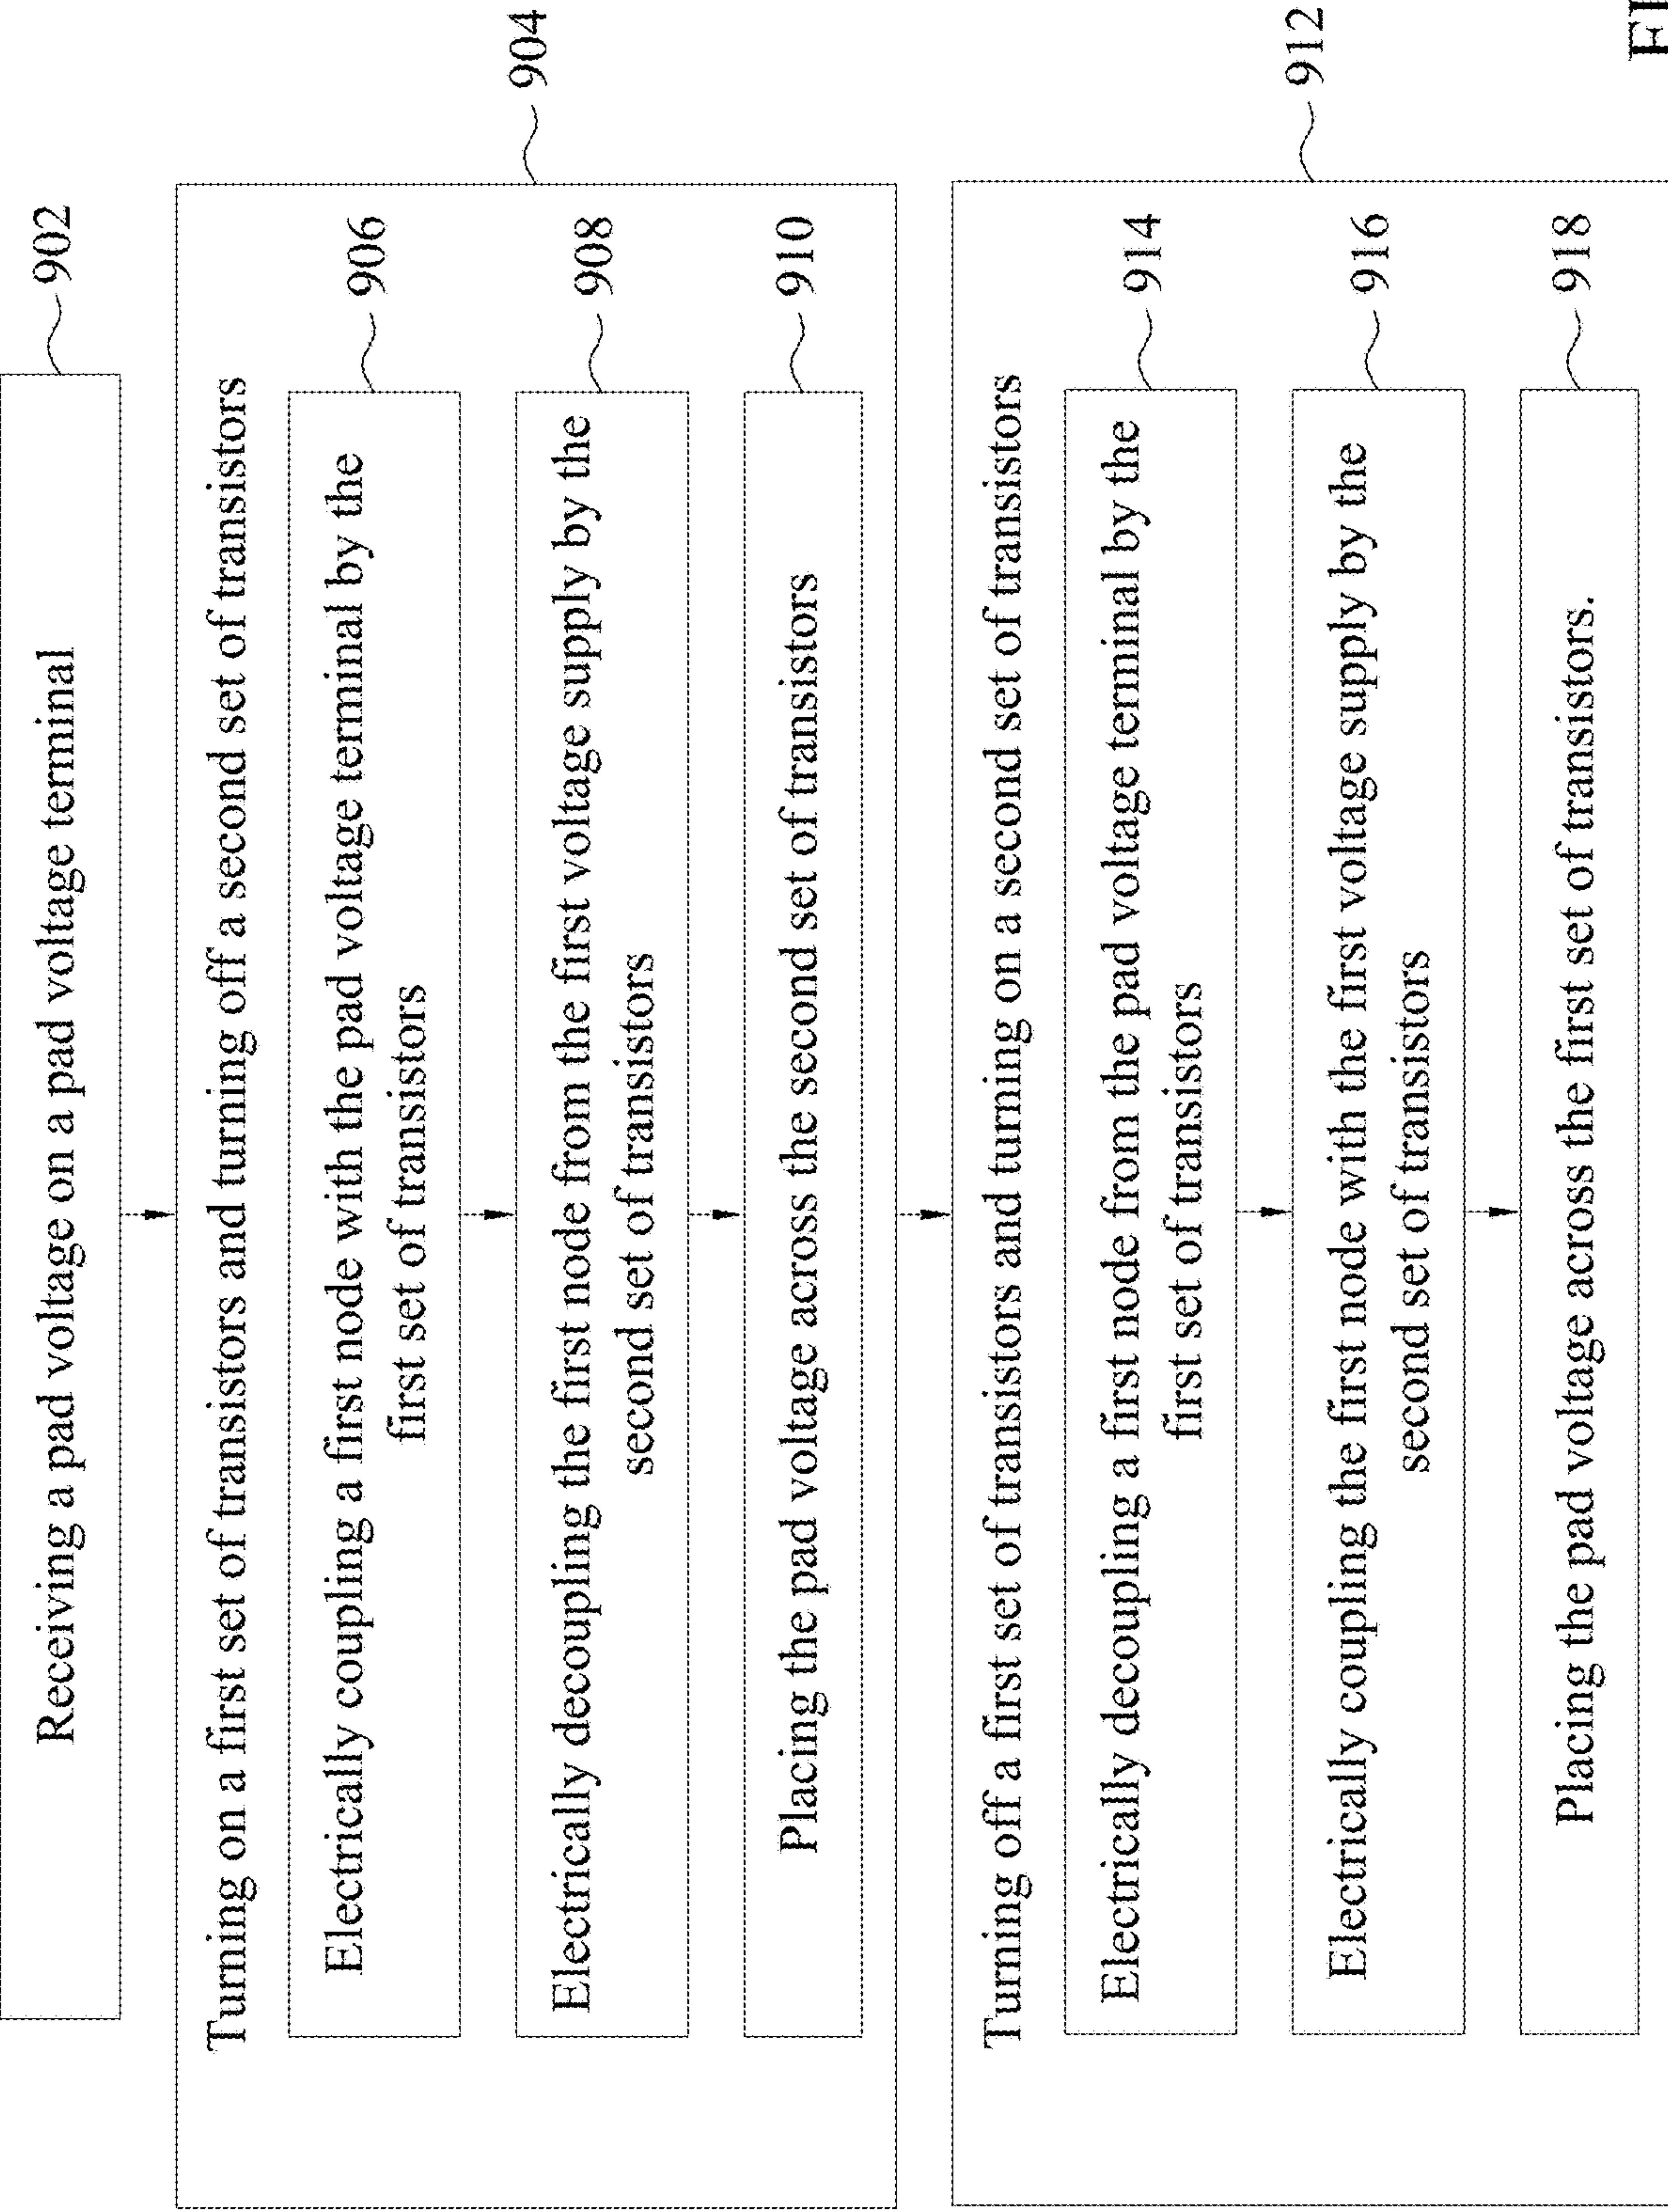 Receiving a pad voltage on a pad voltage terminal
902
904
Turning on a first set of transistors and turning off a second set of transistors
Electrically coupling a first node with the pad voltage terminal by the
first set of transistors
906
Electrically decoupling the first node from the first voltage supply by the
second set of transistors
908
Placing the pad voltage across the second set of transistors
910
912
Turning off a first set of transistors and turning on a second set of transistors
Electrically decoupling a first node from the pad voltage terminal by the
first set of transistors
914
Electrically coupling the first node with the first voltage supply by the
second set of transistors
916
Placing the pad voltage across the first set of transistors.
918